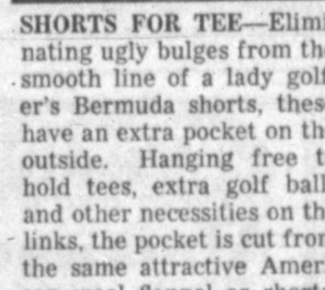 SHORTS FOR TEE—Elimi
nating ugly bulges from th
smooth line of a lady golf
er's Bermuda shorts, thes
have an extra pocket on th
outside. Hanging free t
hold tees, extra golf ball
and other necessities on th
links, the pocket is cut from
the same attractive Amer